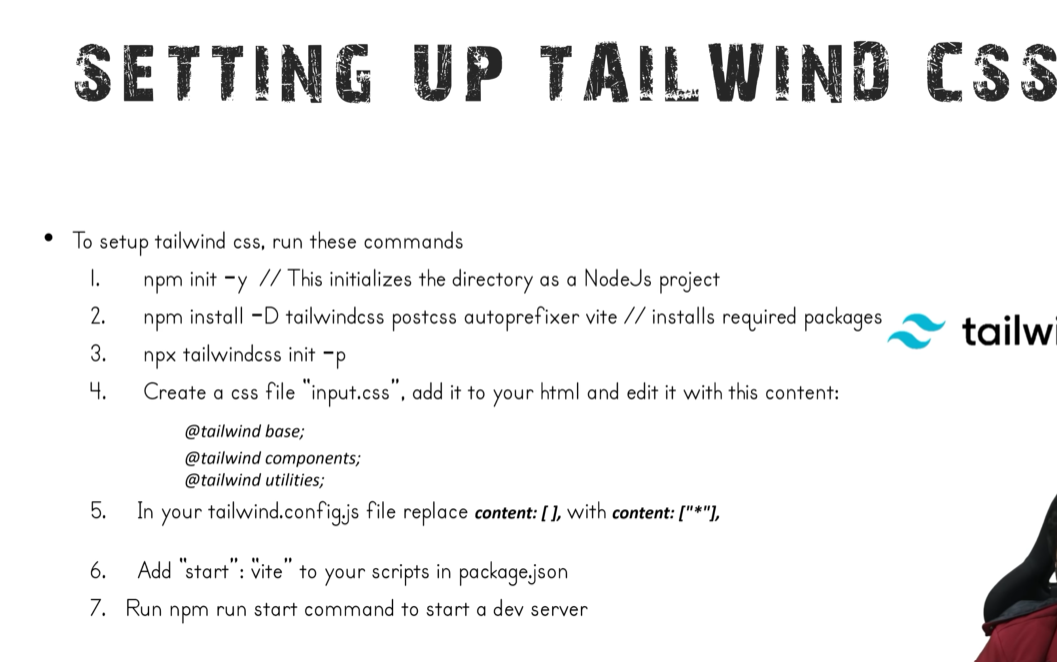 SETTING UP TAILWIND CSS
• To setup tailwind css, run these commands
1. npm init -y // This initializes the directory as a NodeJs project
2. npm install -D tailwindcss postcss autoprefixer vite // installs required packages
tailwi
3. npx tailwindcss init -p
4. Create a css file "input.css", add it to your html and edit it with this content:
@tailwind base;
@tailwind components;
@tailwind utilities;
5. In your tailwind.config.js file replace content: [ ], with content: ["*"],
6. Add "start": "vite" to your scripts in package.json
7. Run npm run start command to start a dev server